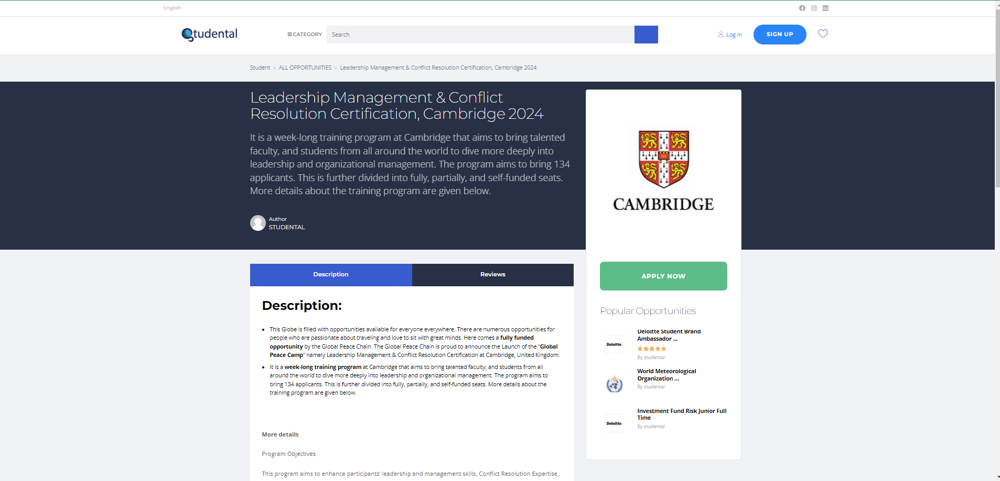 English
Studental
CATEGORY
Search
Log in
SIGN UP
Student > ALL OPPORTUNITIES > Leadership Management & Conflict Resolution Certification, Cambridge 2024
Leadership Management & Conflict
Resolution Certification, Cambridge 2024
It is a week-long training program at Cambridge that aims to bring talented
faculty, and students from all around the world to dive more deeply into
leadership and organizational management. The program aims to bring 134
applicants. This is further divided into fully, partially, and self-funded seats.
More details about the training program are given below.
Author
STUDENTAL
CAMBRIDGE
APPLY NOW
Description
Reviews
Description:
This Globe is filled with opportunities available for everyone everywhere. There are numerous opportunities for
people who are passionate about traveling and love to sit with great minds. Here comes a fully funded
opportunity by the Global Peace Chain. The Global Peace Chain is proud to announce the Launch of the “Global
Peace Camp” namely Leadership Management & Conflict Resolution Certification at Cambridge, United Kingdom.
It is a week-long training program at Cambridge that aims to bring talented faculty, and students from all
around the world to dive more deeply into leadership and organizational management. The program aims to
bring 134 applicants. This is further divided into fully, partially, and self-funded seats. More details about the
training program are given below.
More details
Program Objectives
This program aims to enhance participants’ leadership and management skills, Conflict Resolution Expertise,
Popular Opportunities
Deloitte.
Deloitte Student Brand
Ambassador ...
By studental
World Meteorological
Organization ...
By studental
Deloitte.
Investment Fund Risk Junior Full
Time
By studental